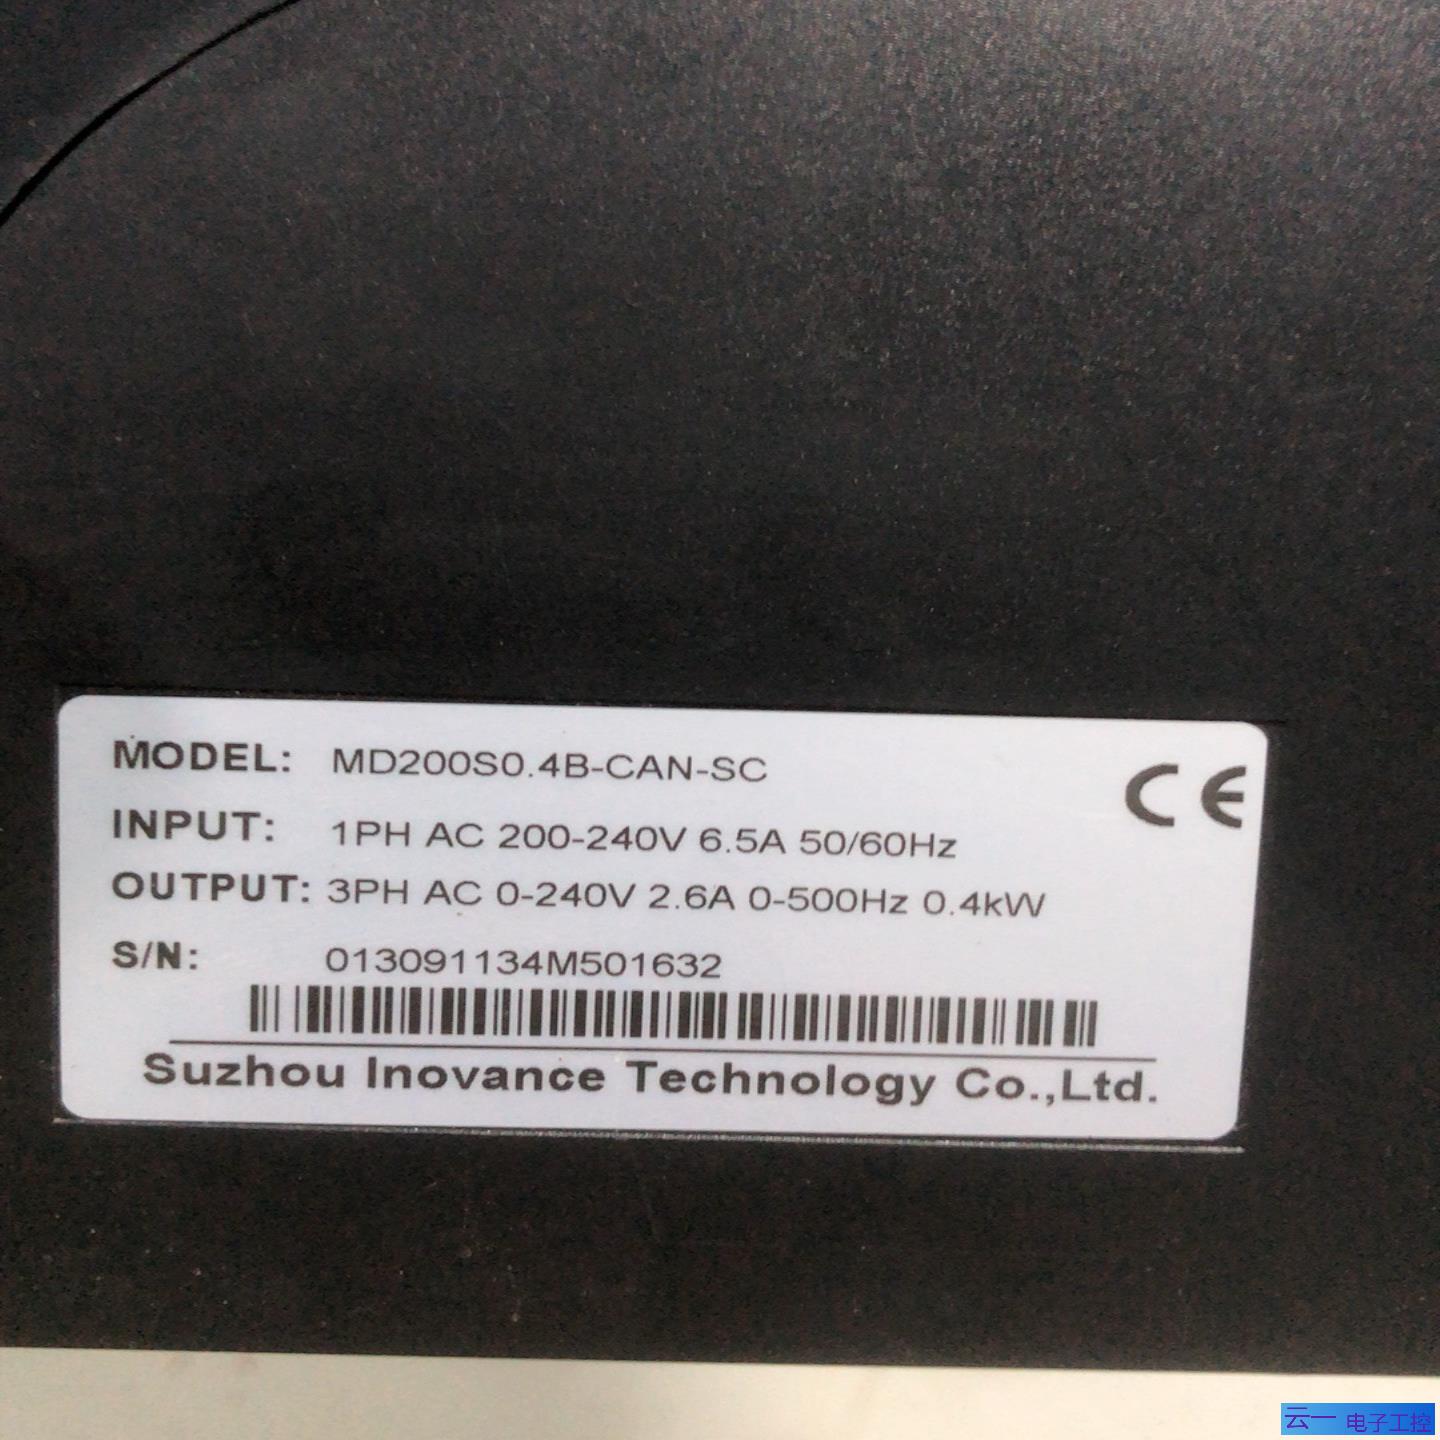 MODEL: MD200S0.4B-CAN-SC
CE
INPUT: 1PH AC 200-240V 6.5A 50/60Hz
OUTPUT: 3PH AC 0-240V 2.6A 0-500Hz 0.4kW
S/N: 013091134M501632
Suzhou Inovance Technology Co.,Ltd.
云一 电子工控